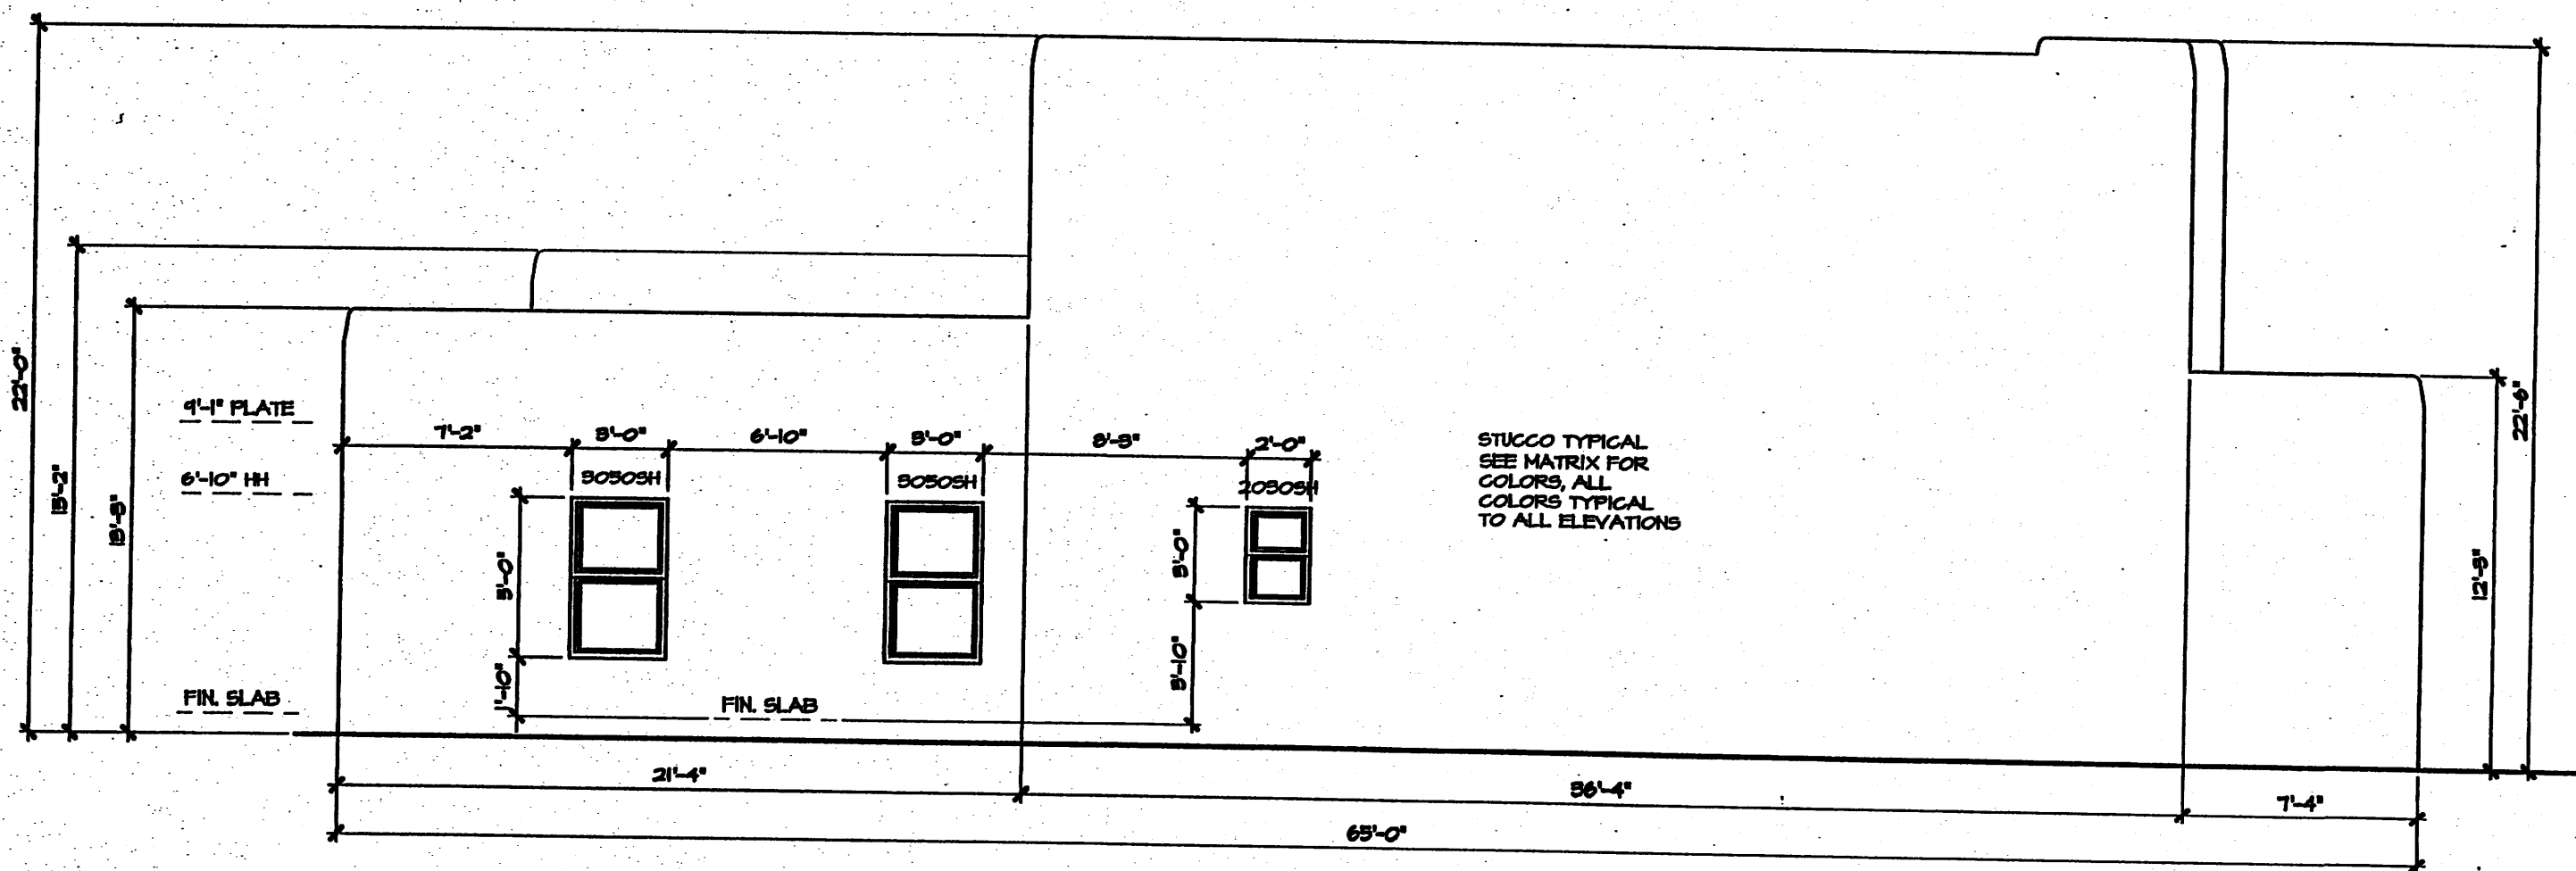 22'-0"
15'-2"
13'-3"
9'-1" PLATE
6'-10" HH
FIN. SLAB
7'-2"
3'-0"
6'-10"
3'-0"
8'-3"
2'-0"
3050SH
3050SH
2030SH
5'-0"
1'-10"
3'-0"
3'-10"
FIN. SLAB
STUCCO TYPICAL
SEE MATRIX FOR
COLORS, ALL
COLORS TYPICAL
TO ALL ELEVATIONS
22'-6"
12'-3"
21'-4"
36'-4"
7'-4"
65'-0"